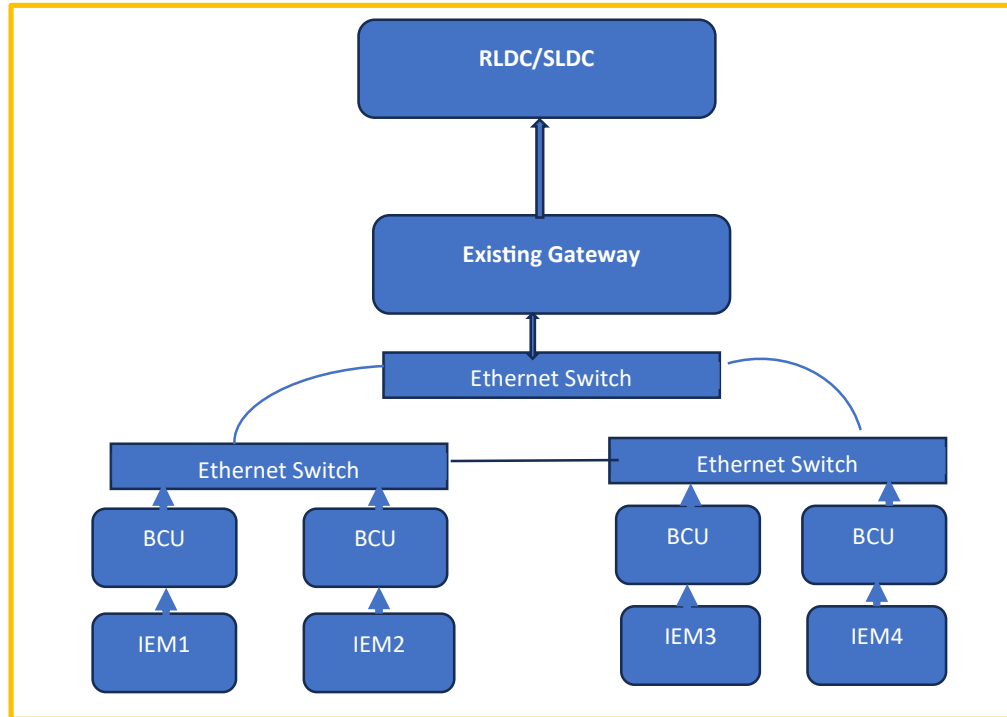 RLDC/SLDC
Existing Gateway
Ethernet Switch
Ethernet Switch
Ethernet Switch
BCU
BCU
BCU
BCU
IEM1
IEM2
IEM3
IEM4